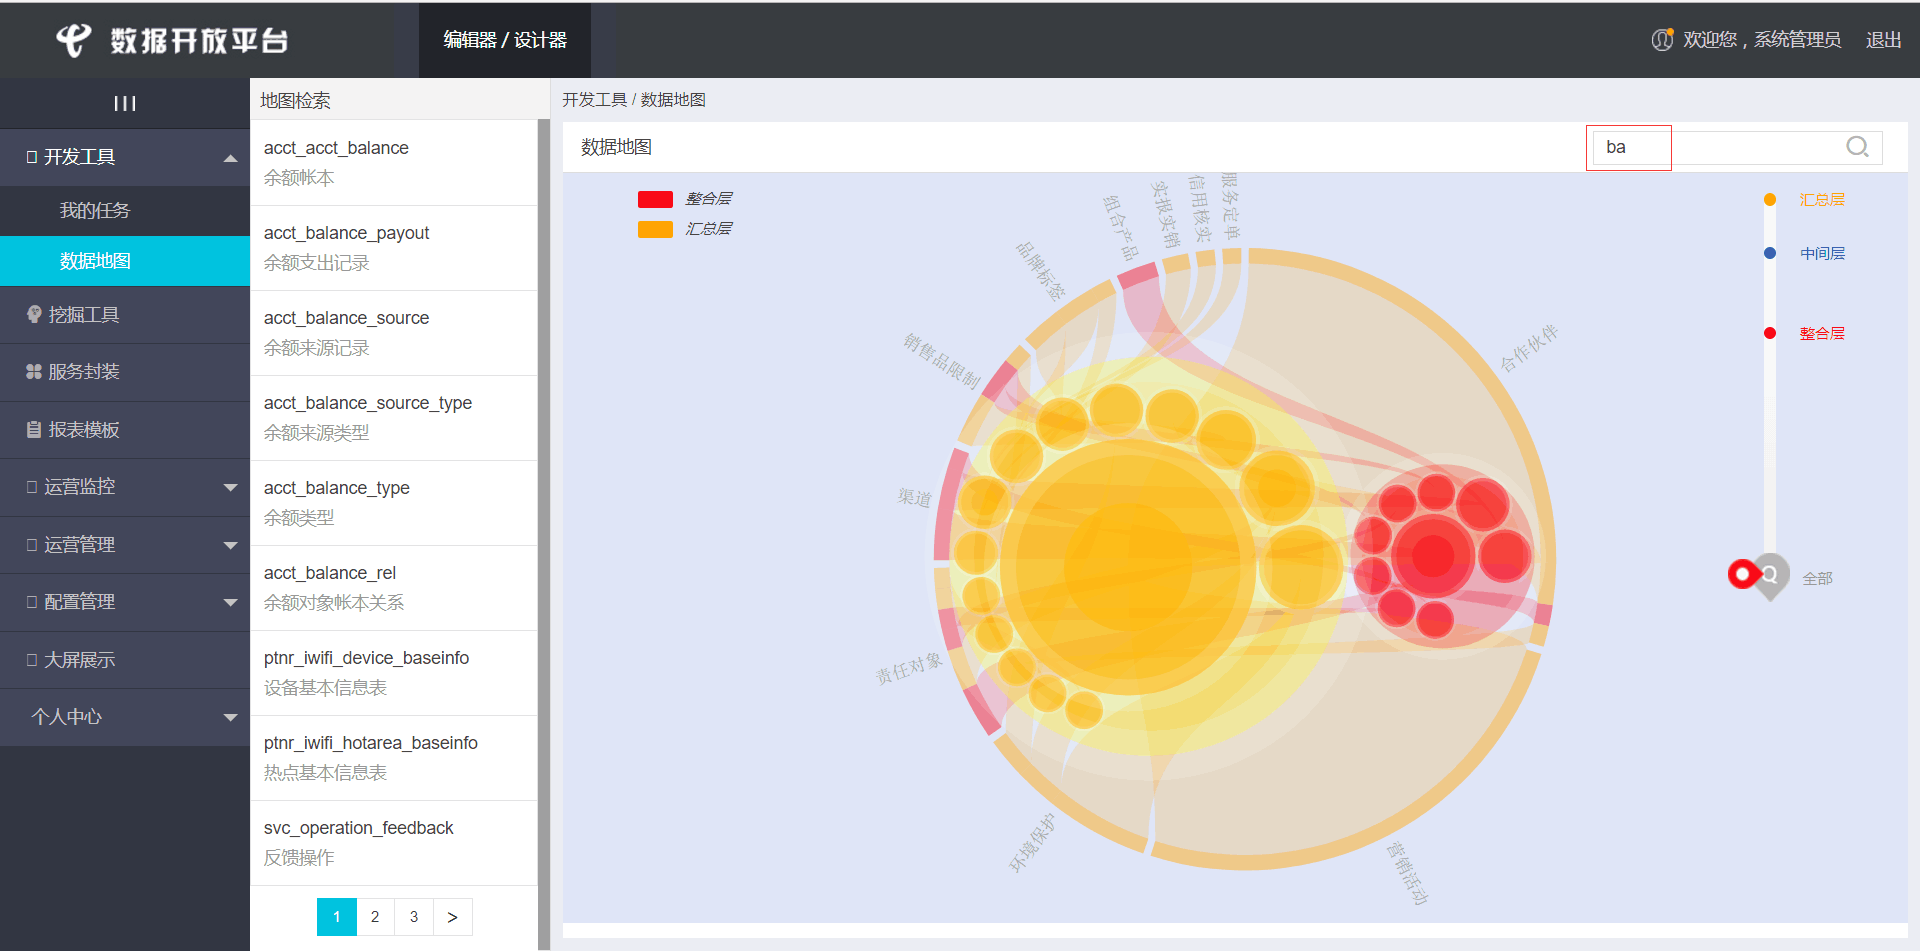 数据开放平台
编辑器 / 设计器
欢迎您，系统管理员
退出
开发工具
我的任务
数据地图
挖掘工具
服务封装
报表模板
运营监控
运营管理
配置管理
大屏展示
个人中心
地图检索
acct_acct_balance
余额帐本
acct_balance_payout
余额支出记录
acct_balance_source
余额来源记录
acct_balance_source_type
余额来源类型
acct_balance_type
余额类型
acct_balance_rel
余额对象帐本关系
ptnr_iwifi_device_baseinfo
设备基本信息表
ptnr_iwifi_hotarea_baseinfo
热点基本信息表
svc_operation_feedback
反馈操作
1 2 3 >
开发工具 / 数据地图
数据地图
ba
整合层
汇总层
服务定单
信用核实
实报实销
组合产品
品牌标签
销售品限制
渠道
责任对象
环境保护
营销活动
合作伙伴
汇总层
中间层
整合层
全部